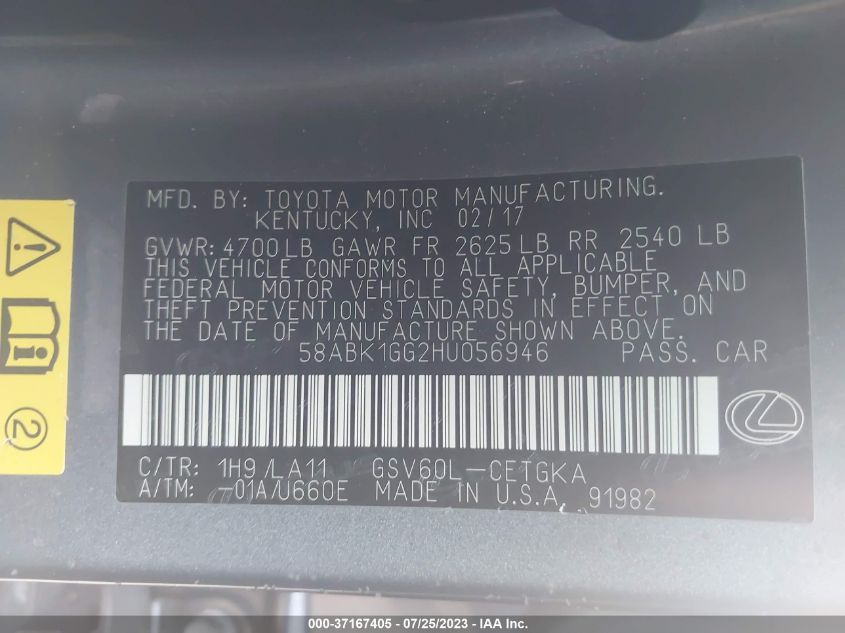 MFD. BY: TOYOTA MOTOR MANUFACTURING.
KENTUCKY, INC 02/17
GVWR: 4700LB GAWR FR 2625LB RR 2540 LB
THIS VEHICLE CONFORMS TO ALL APPLICABLE
FEDERAL MOTOR VEHICLE SAFETY, BUMPER, AND
THEFT PREVENTION STANDARDS IN EFFECT ON
THE DATE OF MANUFACTURE SHOWN ABOVE.
58ABK1GG2HU056946 PASS. CAR
2
C/TR: 1H9/LA11 GSV60L-CETGKA
A/TM: -01A/U660E MADE IN U.S.A. 91982
000-37167405 - 07/25/2023 - IAA Inc.